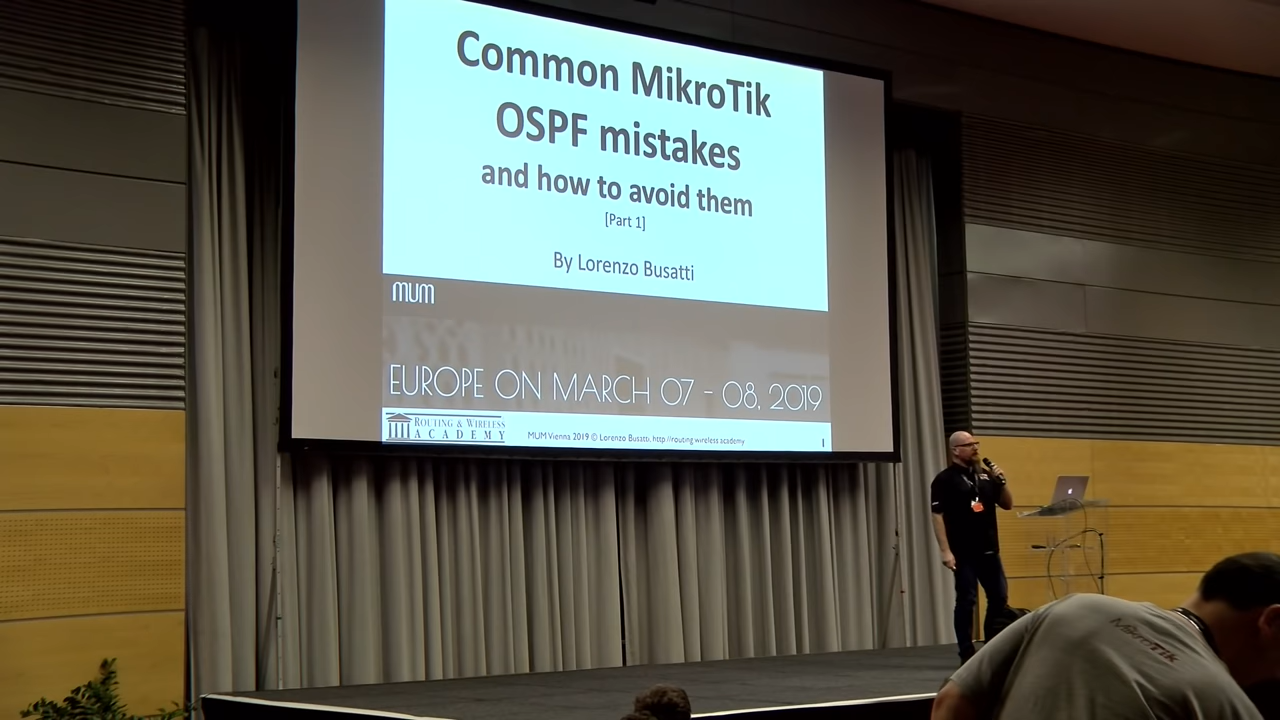 Common MikroTik
OSPF mistakes
and how to avoid them
[Part 1]
By Lorenzo Busatti
mum
EUROPE ON MARCH 07 - 08, 2019
ROUTING & WIRELESS
ACADEMY
MUM Vienna 2019 © Lorenzo Busatti, http://routing.wireless.academy
1
MikroTik